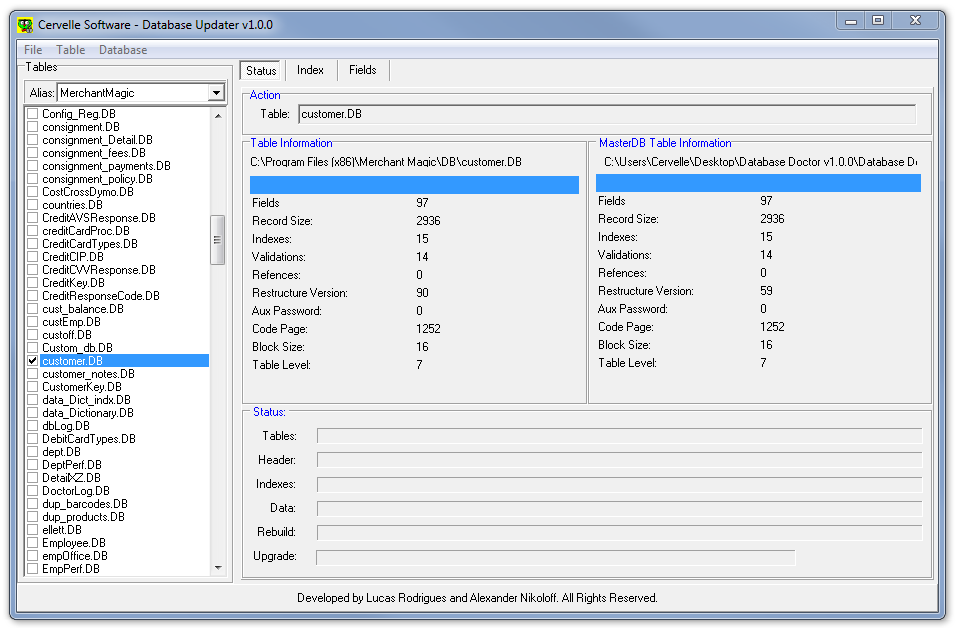 Cervelle Software - Database Updater v1.0.0
File Table Database
Tables
Alias: MerchantMagic
Config_Reg.DB
consignment.DB
consignment_Detail.DB
consignment_fees.DB
consignment_payments.DB
consignment_policy.DB
CostCrossDymo.DB
countries.DB
CreditAVSResponse.DB
creditCardProc.DB
CreditCardTypes.DB
CreditCIP.DB
CreditCVVResponse.DB
CreditKey.DB
CreditResponseCode.DB
cust_balance.DB
custEmp.DB
custoff.DB
Custom_db.DB
customer.DB
customer_notes.DB
CustomerKey.DB
data_Dict_indx.DB
data_Dictionary.DB
dbLog.DB
DebitCardTypes.DB
dept.DB
DeptPerf.DB
DetailXZ.DB
DoctorLog.DB
dup_barcodes.DB
dup_products.DB
ellett.DB
Employee.DB
empOffice.DB
EmpPerf.DB
Status Index Fields
Action
Table: customer.DB
Table Information
C:\Program Files (x86)\Merchant Magic\DB\customer.DB
Fields 97
Record Size: 2936
Indexes: 15
Validations: 14
Refences: 0
Restructure Version: 90
Aux Password: 0
Code Page: 1252
Block Size: 16
Table Level: 7
MasterDB Table Information
C:\Users\Cervelle\Desktop\Database Doctor v1.0.0\Database Do
Fields 97
Record Size: 2936
Indexes: 15
Validations: 14
Refences: 0
Restructure Version: 59
Aux Password: 0
Code Page: 1252
Block Size: 16
Table Level: 7
Status:
Tables:
Header:
Indexes:
Data:
Rebuild:
Upgrade:
Developed by Lucas Rodrigues and Alexander Nikoloff. All Rights Reserved.